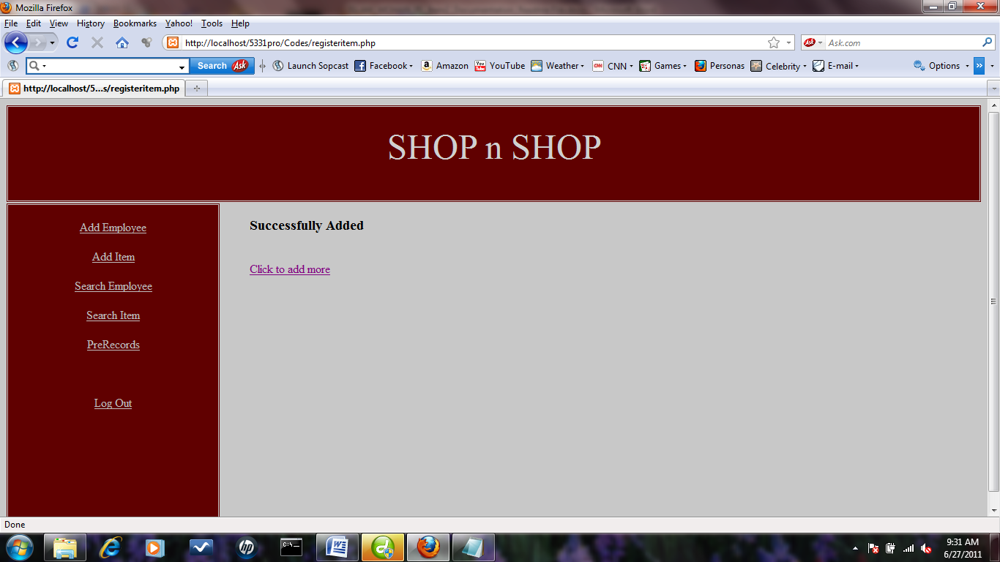 Mozilla Firefox
File Edit View History Bookmarks Yahoo! Tools Help
http://localhost/5331pro/Codes/registeritem.php
Ask Ask.com
Search Ask Launch Sopcast Facebook Amazon YouTube Weather CNN Games Personas Celebrity E-mail Options »
http://localhost/5...s/registeritem.php
SHOP n SHOP
Add Employee
Add Item
Search Employee
Search Item
PreRecords
Log Out
Successfully Added
Click to add more
Done
9:31 AM
6/27/2011